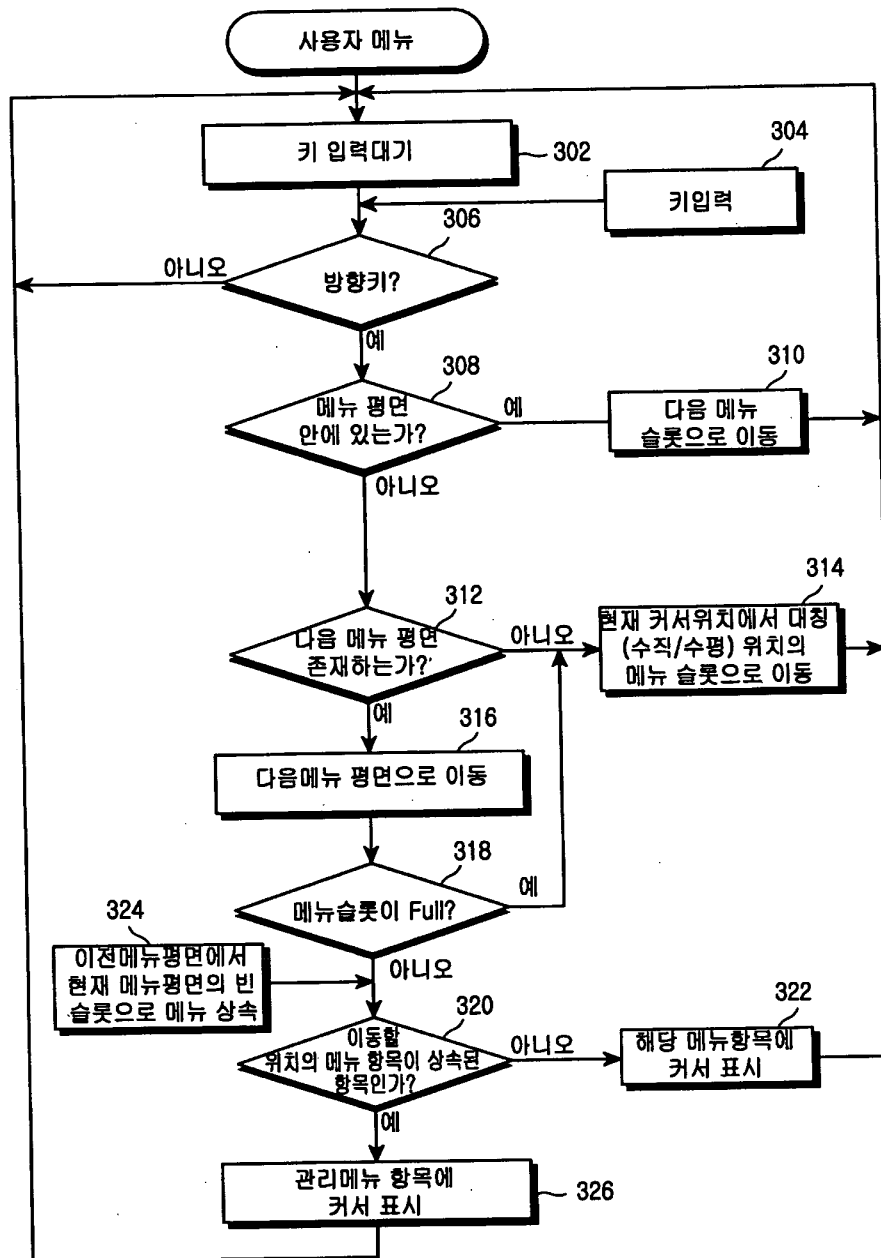 사용자 메뉴
키 입력대기
302
304
키입력
306
아니오
방향키?
예
308
메뉴 평면
안에 있는가?
예
310
다음 메뉴
슬롯으로 이동
아니오
312
다음 메뉴 평면
존재하는가?
아니오
314
현재 커서위치에서 대칭
(수직/수평) 위치의
메뉴 슬롯으로 이동
예
316
다음메뉴 평면으로 이동
318
메뉴슬롯이 Full?
예
324
이전메뉴평면에서
현재 메뉴평면의 빈
슬롯으로 메뉴 상속
아니오
320
이동할
위치의 메뉴 항목이 상속된
항목인가?
아니오
322
해당 메뉴항목에
커서 표시
예
관리메뉴 항목에
커서 표시
326